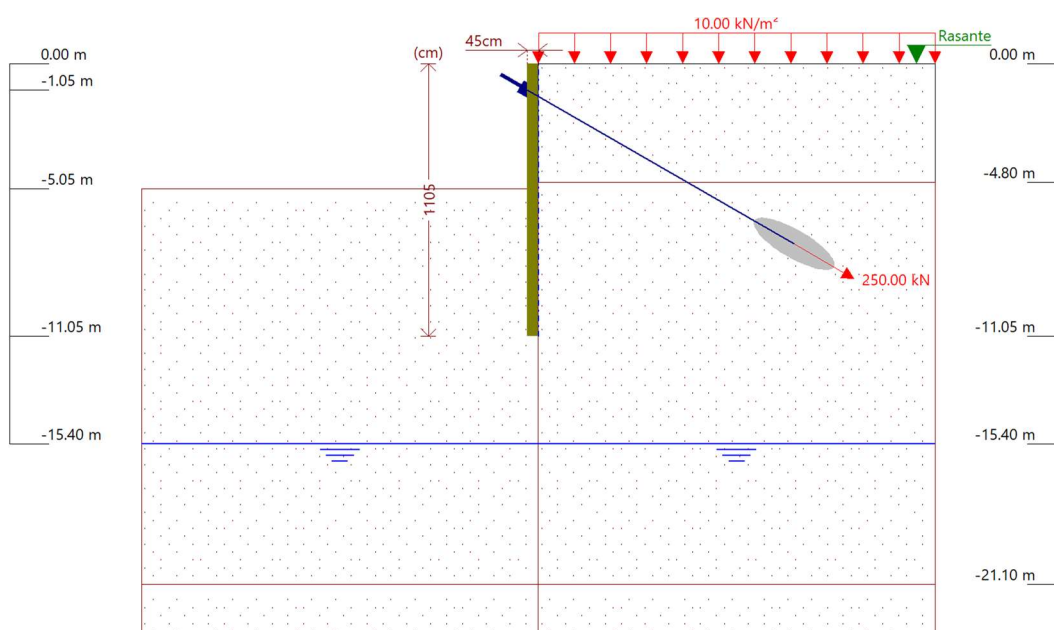 10.00 kN/m²
Rasante
45cm
(cm)
0.00 m
0.00 m
-1.05 m
-4.80 m
-5.05 m
1105
250.00 kN
-11.05 m
-11.05 m
-15.40 m
-15.40 m
-21.10 m